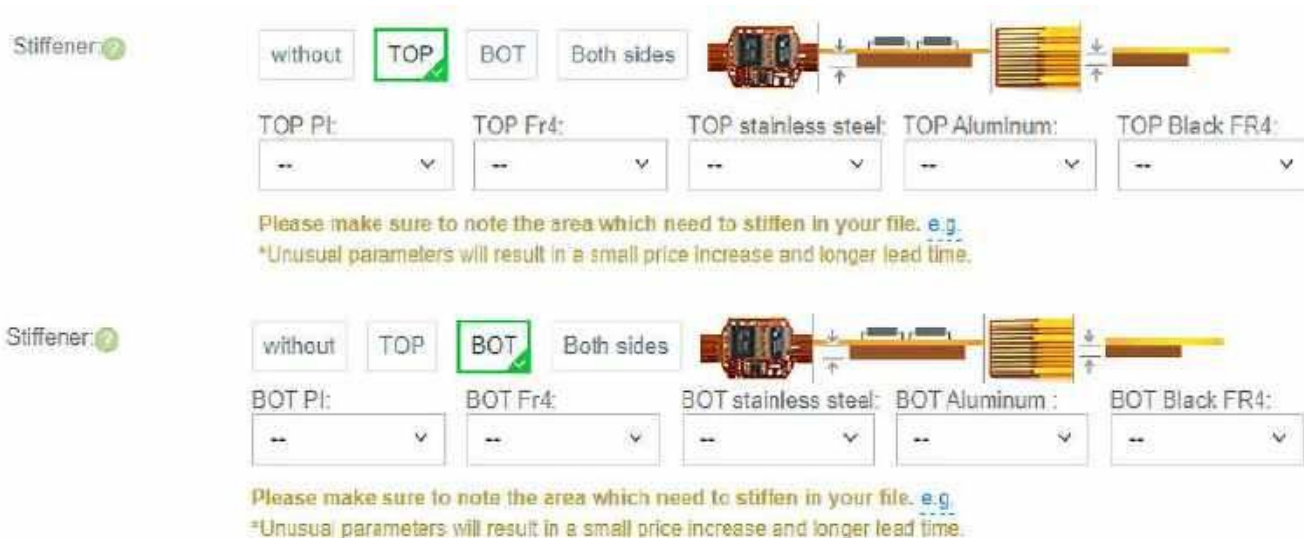 Stiffener:
without TOP BOT Both sides
TOP PI: TOP Fr4: TOP stainless steel: TOP Aluminum: TOP Black FR4:
-- -- -- -- --
Please make sure to note the area which need to stiffen in your file. e.g.
*Unusual parameters will result in a small price increase and longer lead time.
Stiffener:
without TOP BOT Both sides
BOT PI: BOT Fr4: BOT stainless steel: BOT Aluminum : BOT Black FR4:
-- -- -- -- --
Please make sure to note the area which need to stiffen in your file. e.g.
*Unusual parameters will result in a small price increase and longer lead time.